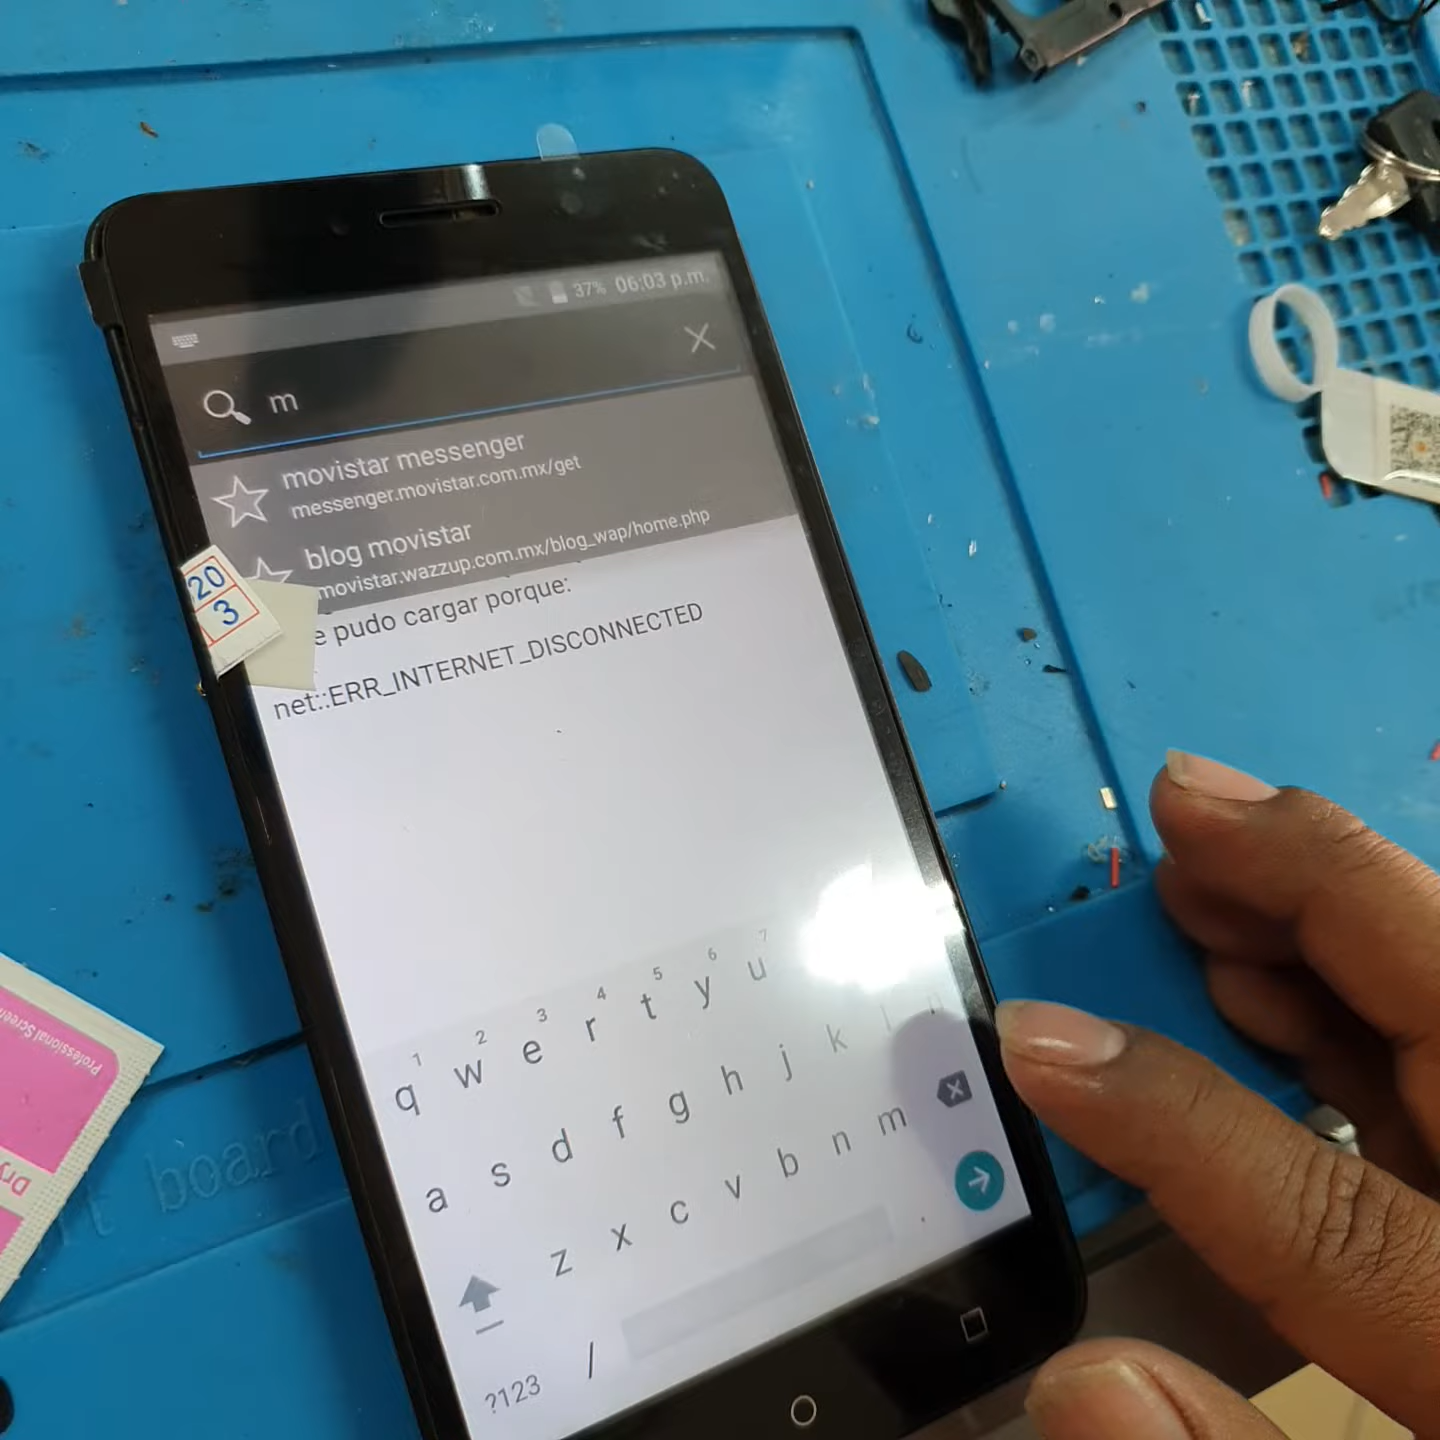 37% 06:03 p.m.
m
movistar messenger
messenger.movistar.com.mx/get
blog movistar
movistar.wazzup.com.mx/blog_wap/home.php
e pudo cargar porque:
net::ERR_INTERNET_DISCONNECTED
20
3
1 2 3 4 5 6 7
q w e r t y u
a s d f g h j k l
z x c v b n m
?123 / .
Professional Screen
Dry
board